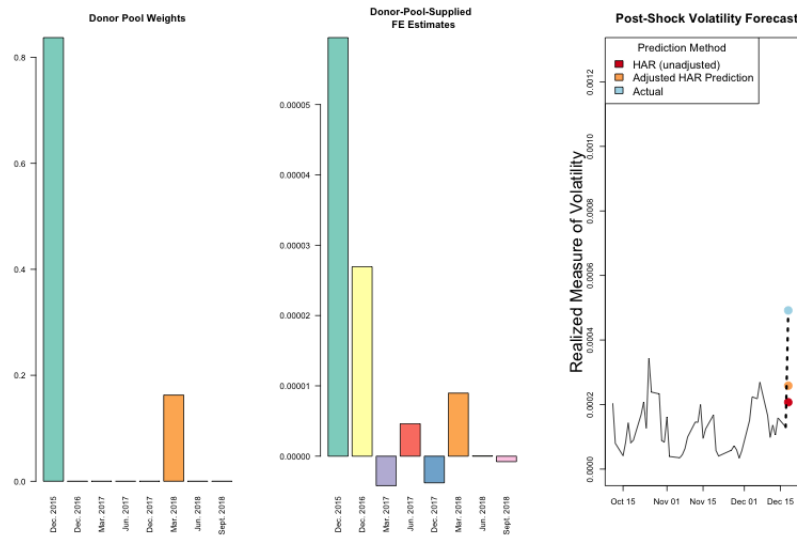 Donor Pool Weights
0.8
0.6
0.4
0.2
0.0
Dec. 2015
Dec. 2016
Mar. 2017
Jun. 2017
Dec. 2017
Mar. 2018
Jun. 2018
Sept. 2018
Donor-Pool-Supplied
FE Estimates
0.00005
0.00004
0.00003
0.00002
0.00001
0.00000
Dec. 2015
Dec. 2016
Mar. 2017
Jun. 2017
Dec. 2017
Mar. 2018
Jun. 2018
Sept. 2018
Post-Shock Volatility Forecast
Prediction Method
HAR (unadjusted)
Adjusted HAR Prediction
Actual
Realized Measure of Volatility
0.0012
0.0010
0.0008
0.0006
0.0004
0.0002
0.0000
Oct 15
Nov 01
Nov 15
Dec 01
Dec 15